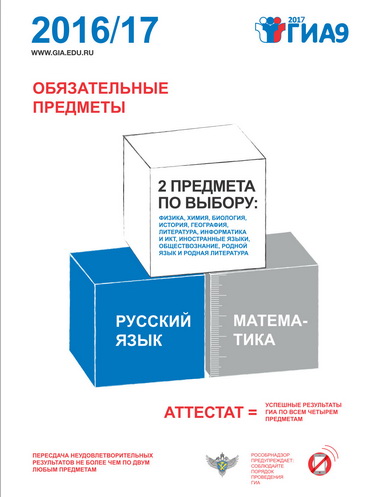 2016/17
WWW.GIA.EDU.RU
2017
ГИА9
ОБЯЗАТЕЛЬНЫЕ
ПРЕДМЕТЫ
2 ПРЕДМЕТА
ПО ВЫБОРУ:
ФИЗИКА, ХИМИЯ, БИОЛОГИЯ,
ИСТОРИЯ, ГЕОГРАФИЯ,
ЛИТЕРАТУРА, ИНФОРМАТИКА
И ИКТ, ИНОСТРАННЫЕ ЯЗЫКИ,
ОБЩЕСТВОЗНАНИЕ, РОДНОЙ
ЯЗЫК И РОДНАЯ ЛИТЕРАТУРА
РУССКИЙ
ЯЗЫК
МАТЕМА-
ТИКА
АТТЕСТАТ =
УСПЕШНЫЕ РЕЗУЛЬТАТЫ
ГИА ПО ВСЕМ ЧЕТЫРЕМ
ПРЕДМЕТАМ
ПЕРЕСДАЧА НЕУДОВЛЕТВОРИТЕЛЬНЫХ
РЕЗУЛЬТАТОВ НЕ БОЛЕЕ ЧЕМ ПО ДВУМ
ЛЮБЫМ ПРЕДМЕТАМ
РОСОБРНАДЗОР
ПРЕДУПРЕЖДАЕТ:
СОБЛЮДАЙТЕ
ПОРЯДОК
ПРОВЕДЕНИЯ
ГИА